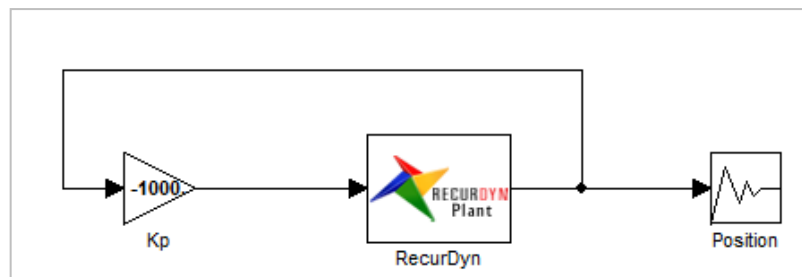 -1000.
Kp
RECURDYN
Plant
RecurDyn
Position